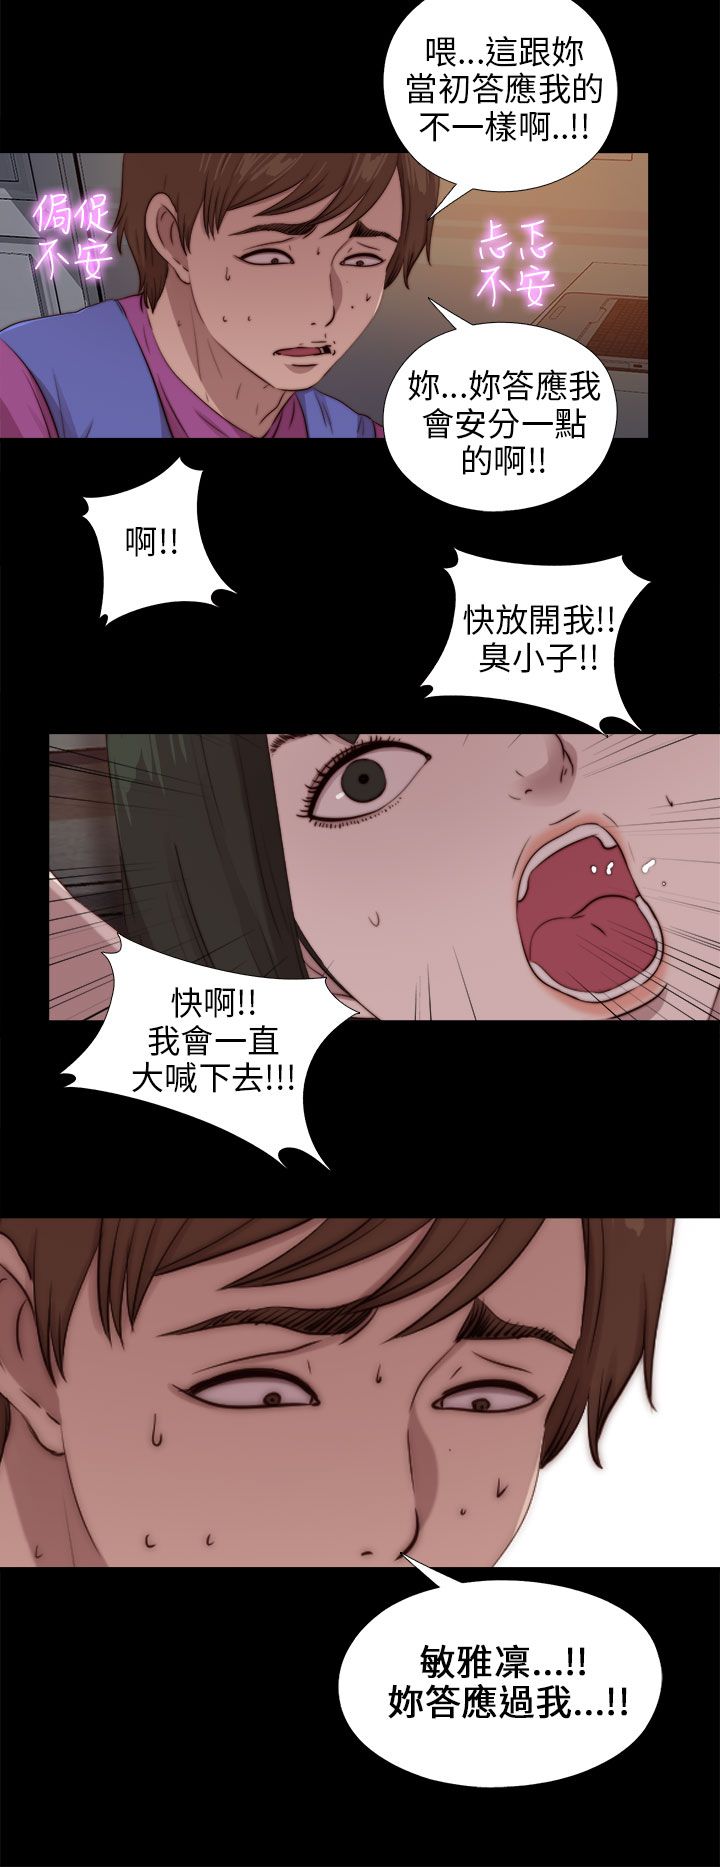 喂...這跟妳
當初答應我的
不一樣啊..!!
侷促
不安
忐忑
不安
妳...妳答應我
會安分一點
的啊!!
啊!!
快放開我!!
臭小子!!
快啊!!
我會一直
大喊下去!!!
敏雅凜...!!
妳答應過我...!!